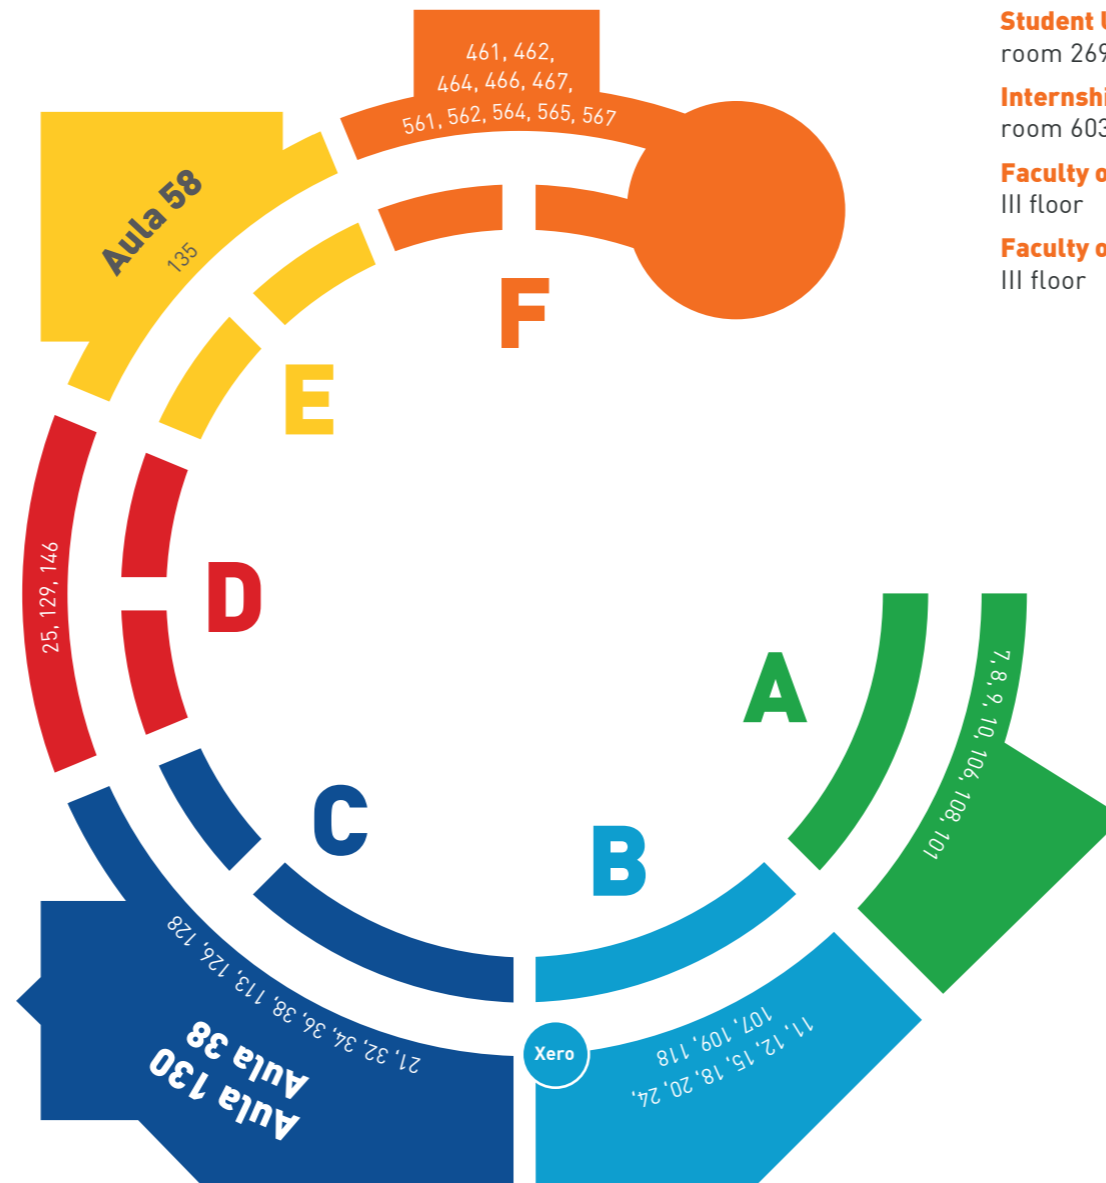 461, 462,
464, 466, 467,
561, 562, 564, 565, 567
Student
room 269
room 603
Faculty
III floor
Faculty
III floor
Aula 58
135
F
E
25, 129, 146
D
A
7, 8, 9, 10, 106, 108, 101
C
B
21, 32, 34, 36, 38, 113, 126, 128
Aula 38
Aula 130
Xero
11, 12, 15, 18, 20, 24,
107, 109, 118